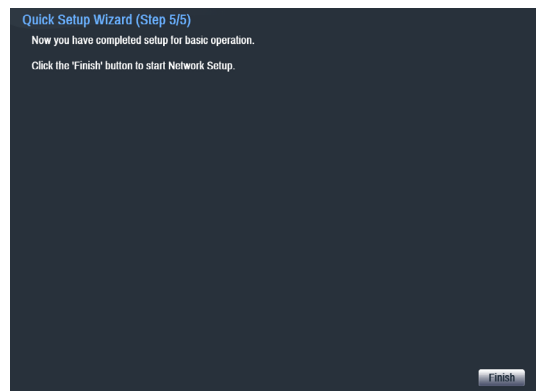 Quick Setup Wizard (Step 5/5)
Now you have completed setup for basic operation.
Click the 'Finish' button to start Network Setup.
Finish